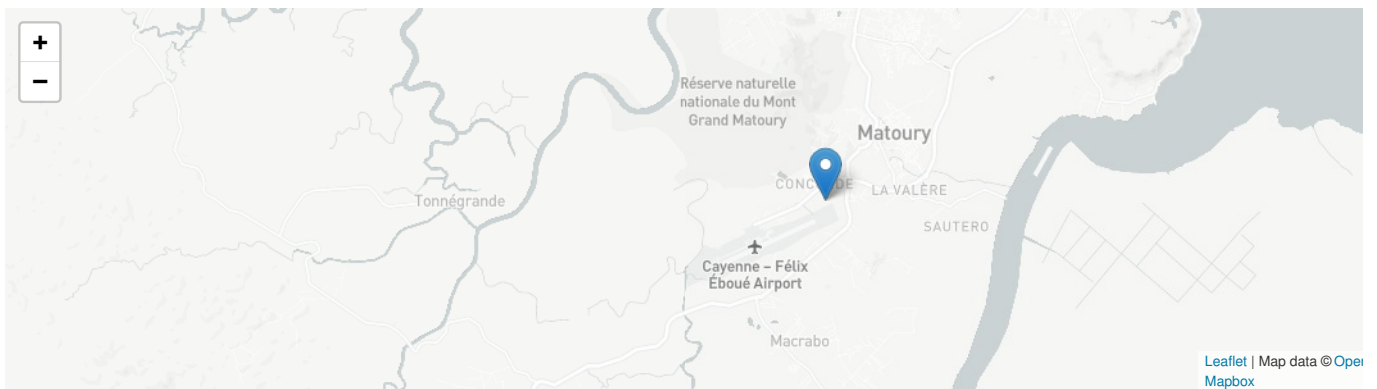 +
−
Réserve naturelle
nationale du Mont
Grand Matoury
Matoury
LA VALÈRE
Tonnégrande
SAUTERO
Cayenne – Félix
Éboué Airport
Macrabo
Leaflet | Map data ©
Mapbox